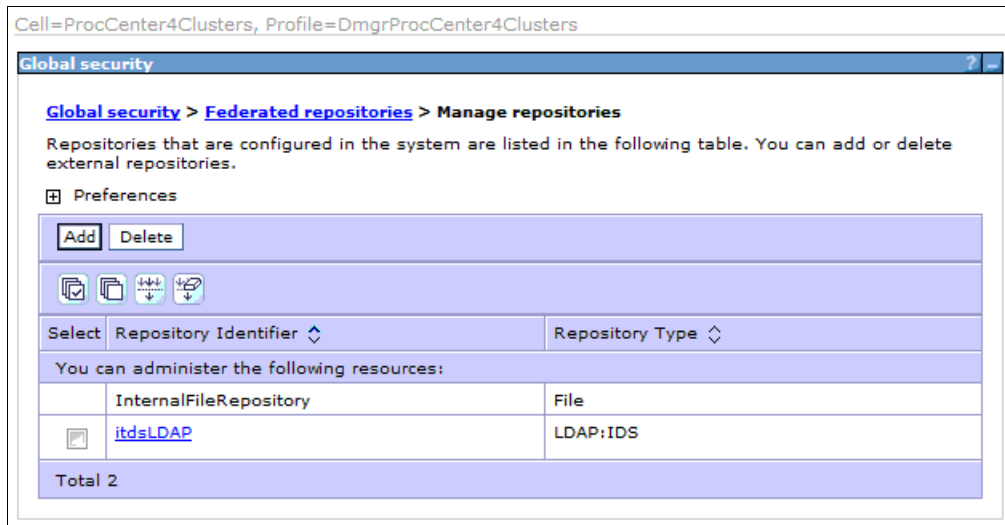 Cell=ProcCenter4Clusters, Profile=DmgrProcCenter4Clusters
Global security ? _
Global security > Federated repositories > Manage repositories
Repositories that are configured in the system are listed in the following table. You can add or delete
external repositories.
Preferences
Add Delete
Select Repository Identifier Repository Type
You can administer the following resources:
InternalFileRepository File
itdsLDAP LDAP:IDS
Total 2